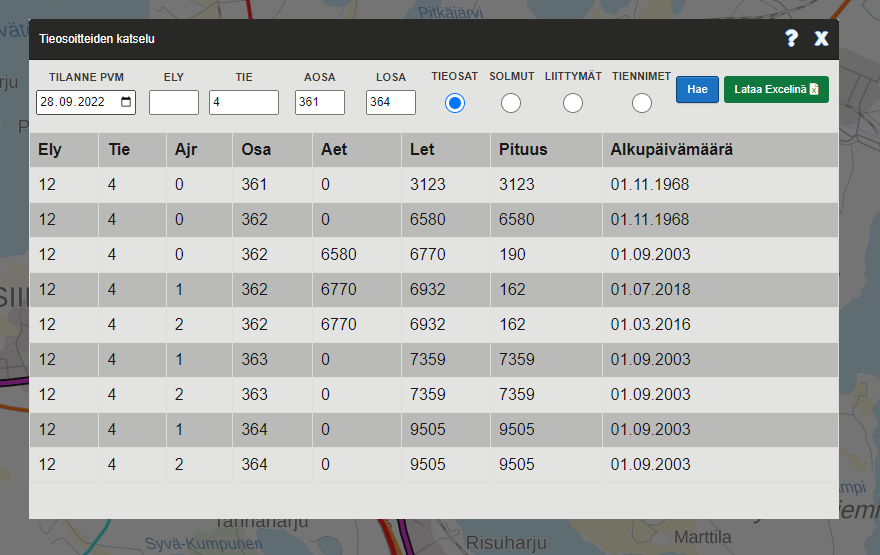 Pitkäjärvi
Tieosoitteiden katselu
? X
TILANNE PVM ELY TIE AOSA LOSA TIEOSAT SOLMUT LIITTYMÄT TIENNIMET
28.09.2022 4 361 364 Hae Lataa Excelinä
Ely Tie Ajr Osa Aet Let Pituus Alkupäivämäärä
12 4 0 361 0 3123 3123 01.11.1968
12 4 0 362 0 6580 6580 01.11.1968
12 4 0 362 6580 6770 190 01.09.2003
12 4 1 362 6770 6932 162 01.07.2018
12 4 2 362 6770 6932 162 01.03.2016
12 4 1 363 0 7359 7359 01.09.2003
12 4 2 363 0 7359 7359 01.09.2003
12 4 1 364 0 9505 9505 01.09.2003
12 4 2 364 0 9505 9505 01.09.2003
Tannaharju
Syvä-Kumpunen
Risuharju
Marttila